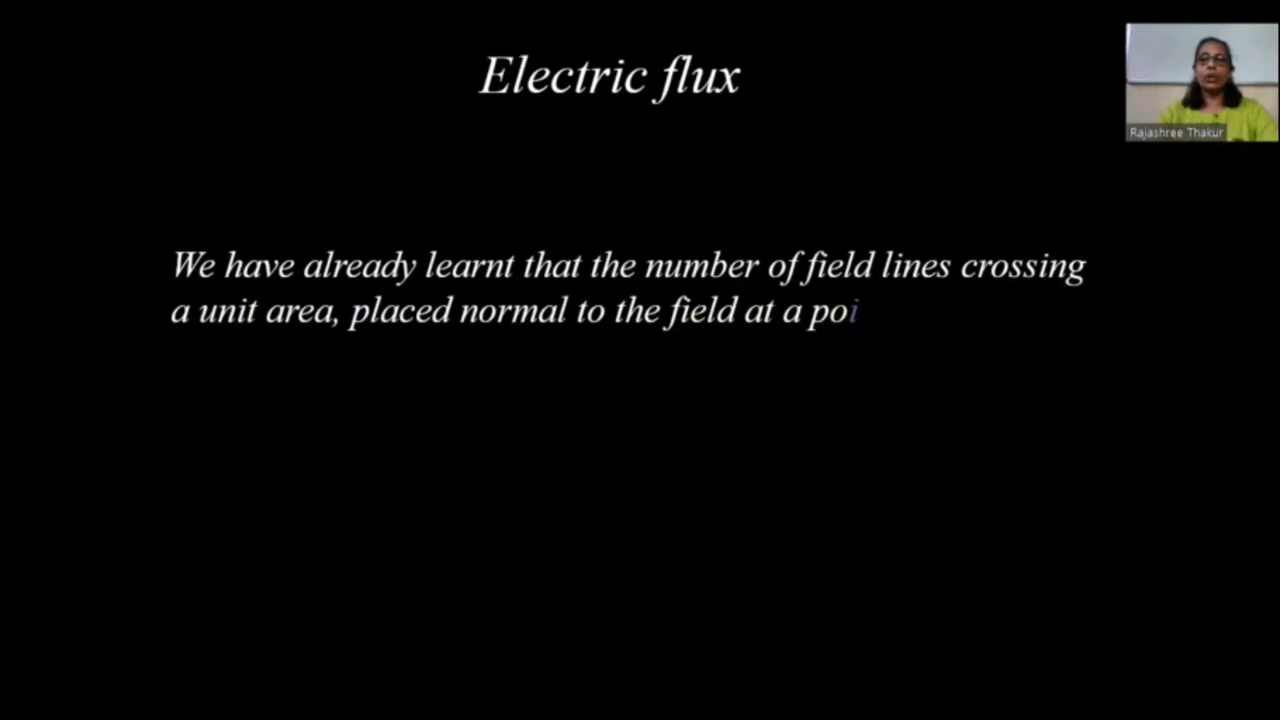 Electric flux
Rajashree Thakur
We have already learnt that the number of field lines crossing
a unit area, placed normal to the field at a poi